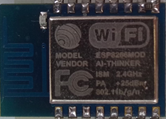 WiFi
MODEL ESP8266MOD
VENDOR AI-THINKER
ISM 2.4GHz
PA +25dBm
802.11b/g/n
FC